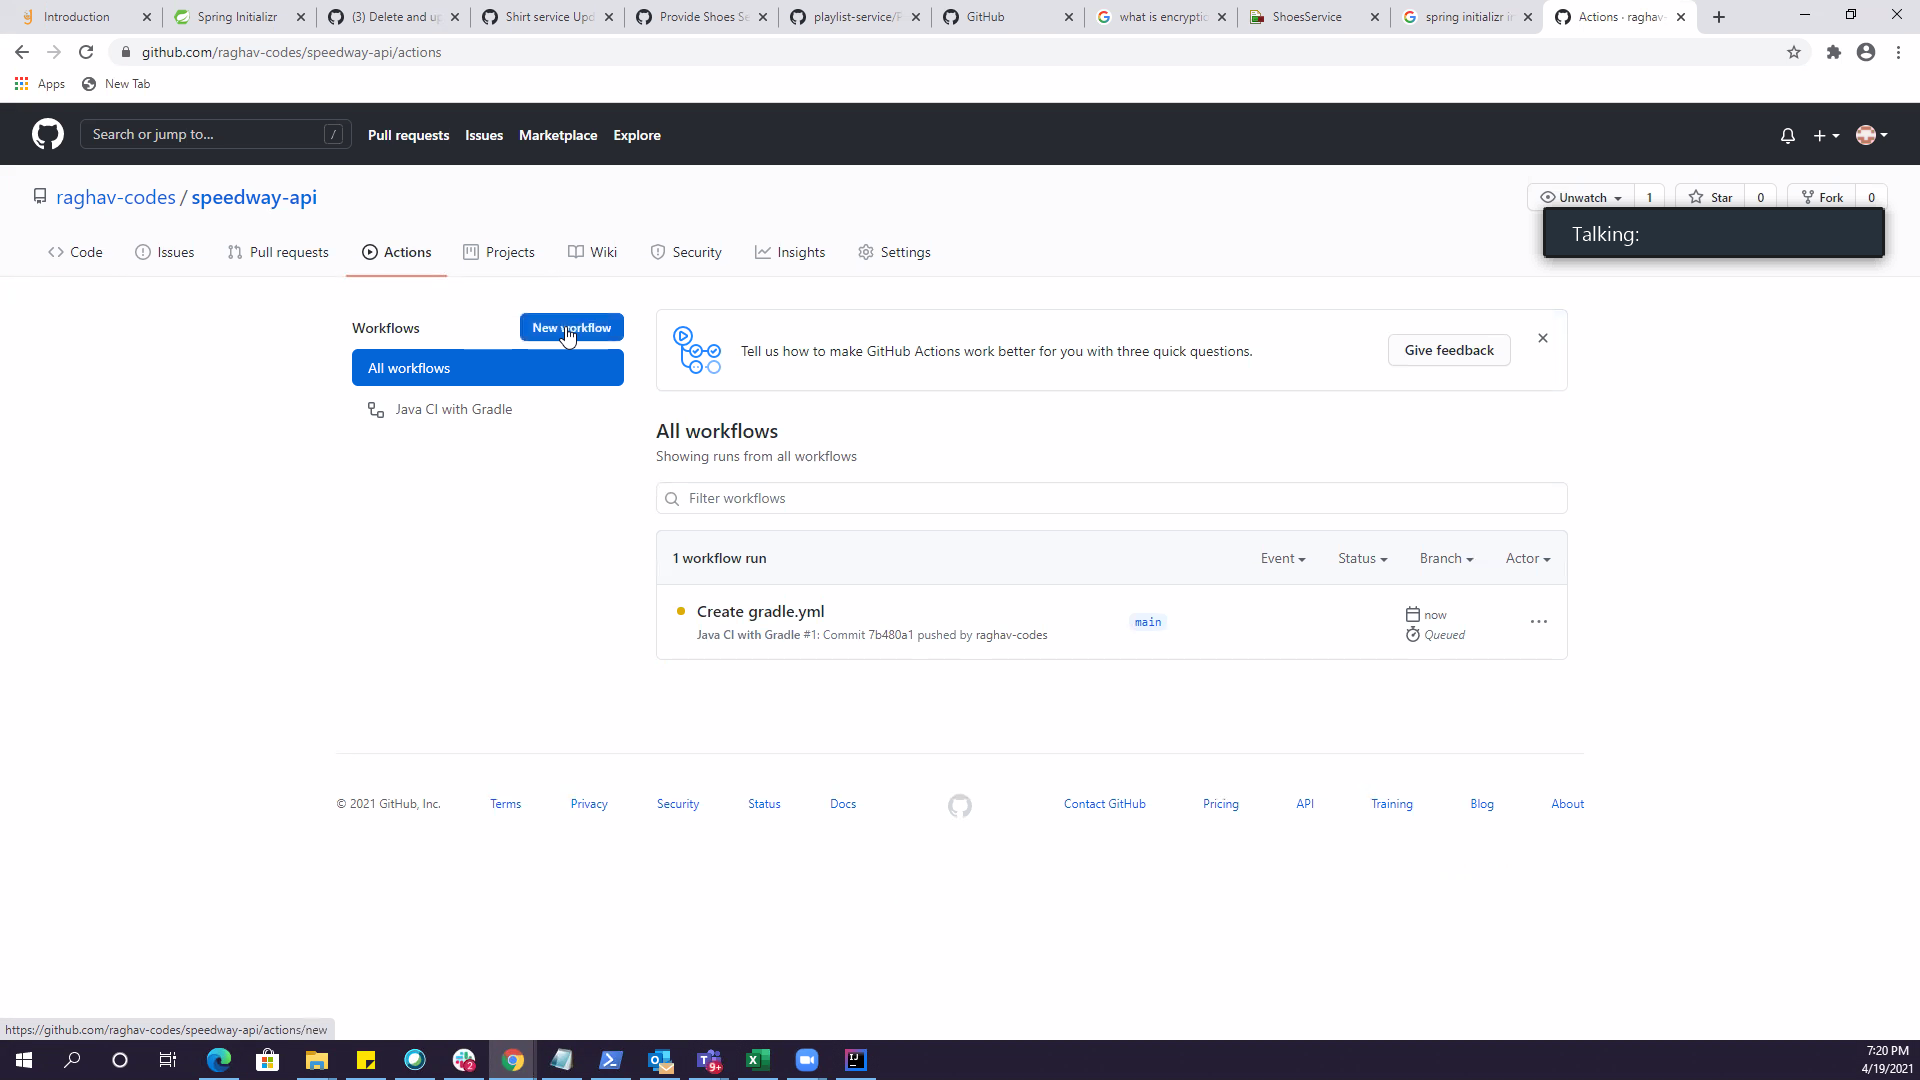 Introduction
Spring Initializr
(3) Delete and up
Shirt service Upd
Provide Shoes Se
playlist-service/P
GitHub
what is encryptic
ShoesService
spring initializr in
Actions · raghav-
github.com/raghav-codes/speedway-api/actions
Apps
New Tab
Search or jump to...
/
Pull requests
Issues
Marketplace
Explore
raghav-codes / speedway-api
Unwatch
1
Star
0
Fork
0
Talking:
Code
Issues
Pull requests
Actions
Projects
Wiki
Security
Insights
Settings
Workflows
New workflow
All workflows
Java CI with Gradle
Tell us how to make GitHub Actions work better for you with three quick questions.
Give feedback
All workflows
Showing runs from all workflows
Filter workflows
1 workflow run
Event
Status
Branch
Actor
Create gradle.yml
Java CI with Gradle #1: Commit 7b480a1 pushed by raghav-codes
main
now
Queued
© 2021 GitHub, Inc.
Terms
Privacy
Security
Status
Docs
Contact GitHub
Pricing
API
Training
Blog
About
https://github.com/raghav-codes/speedway-api/actions/new
2
9+
7:20 PM
4/19/2021